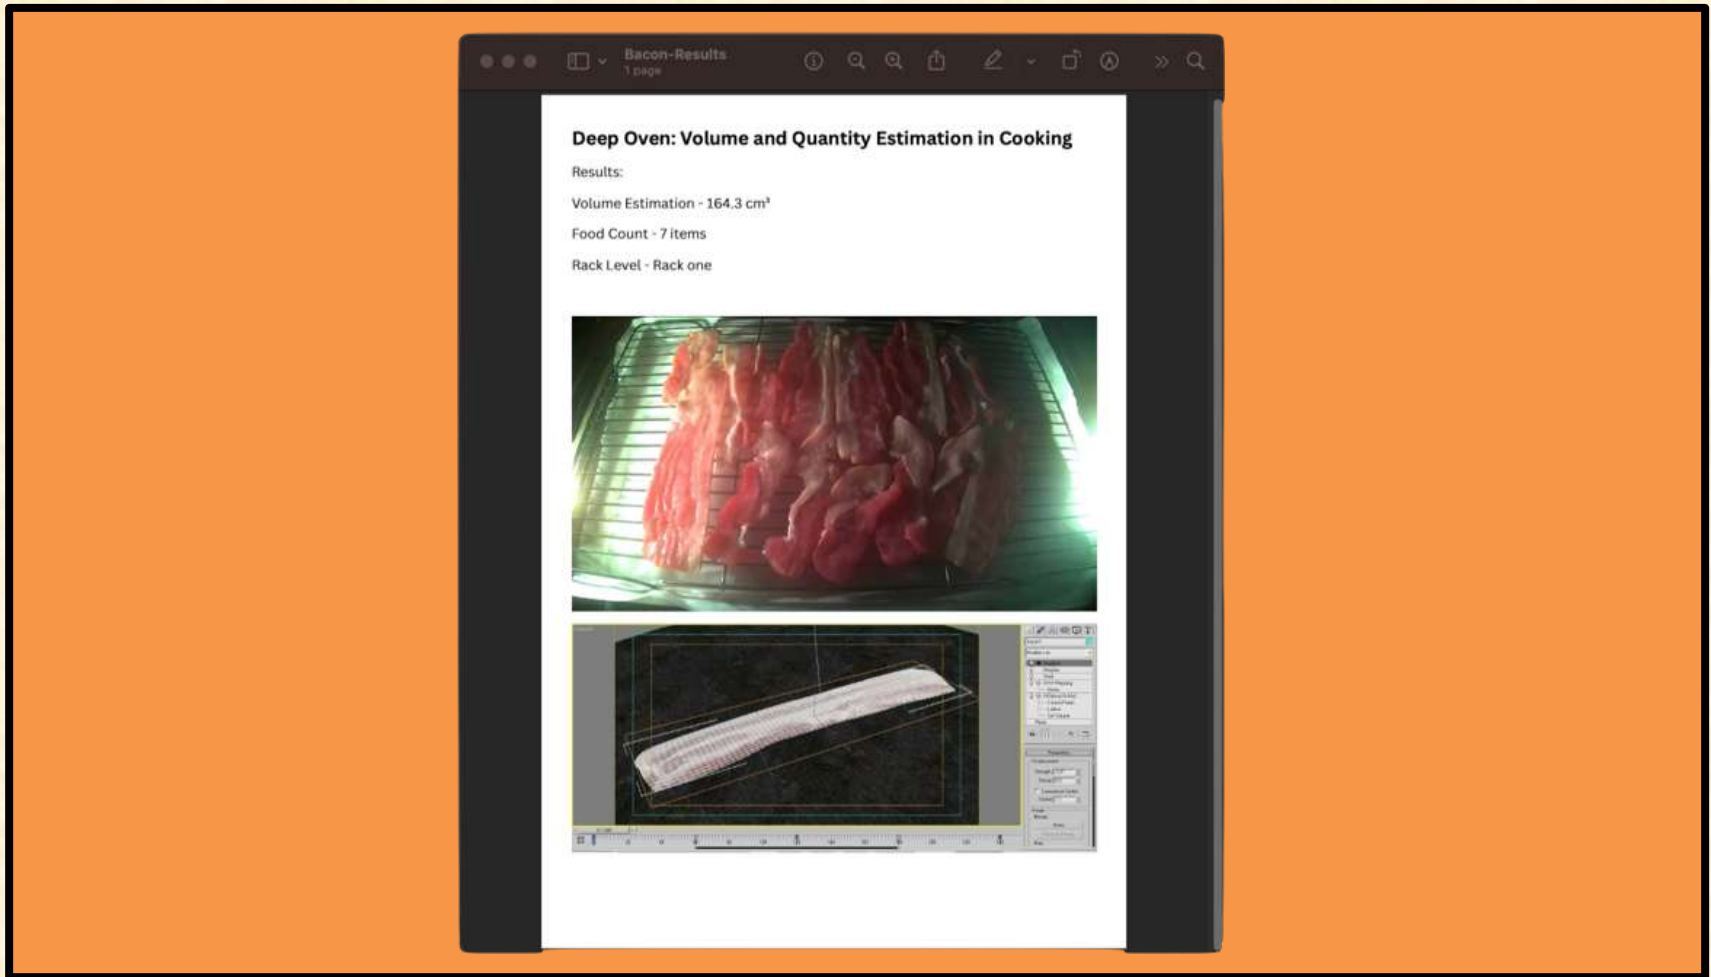 Bacon-Results
1 page
Deep Oven: Volume and Quantity Estimation in Cooking
Results:
Volume Estimation - 164.3 cm³
Food Count - 7 items
Rack Level - Rack one